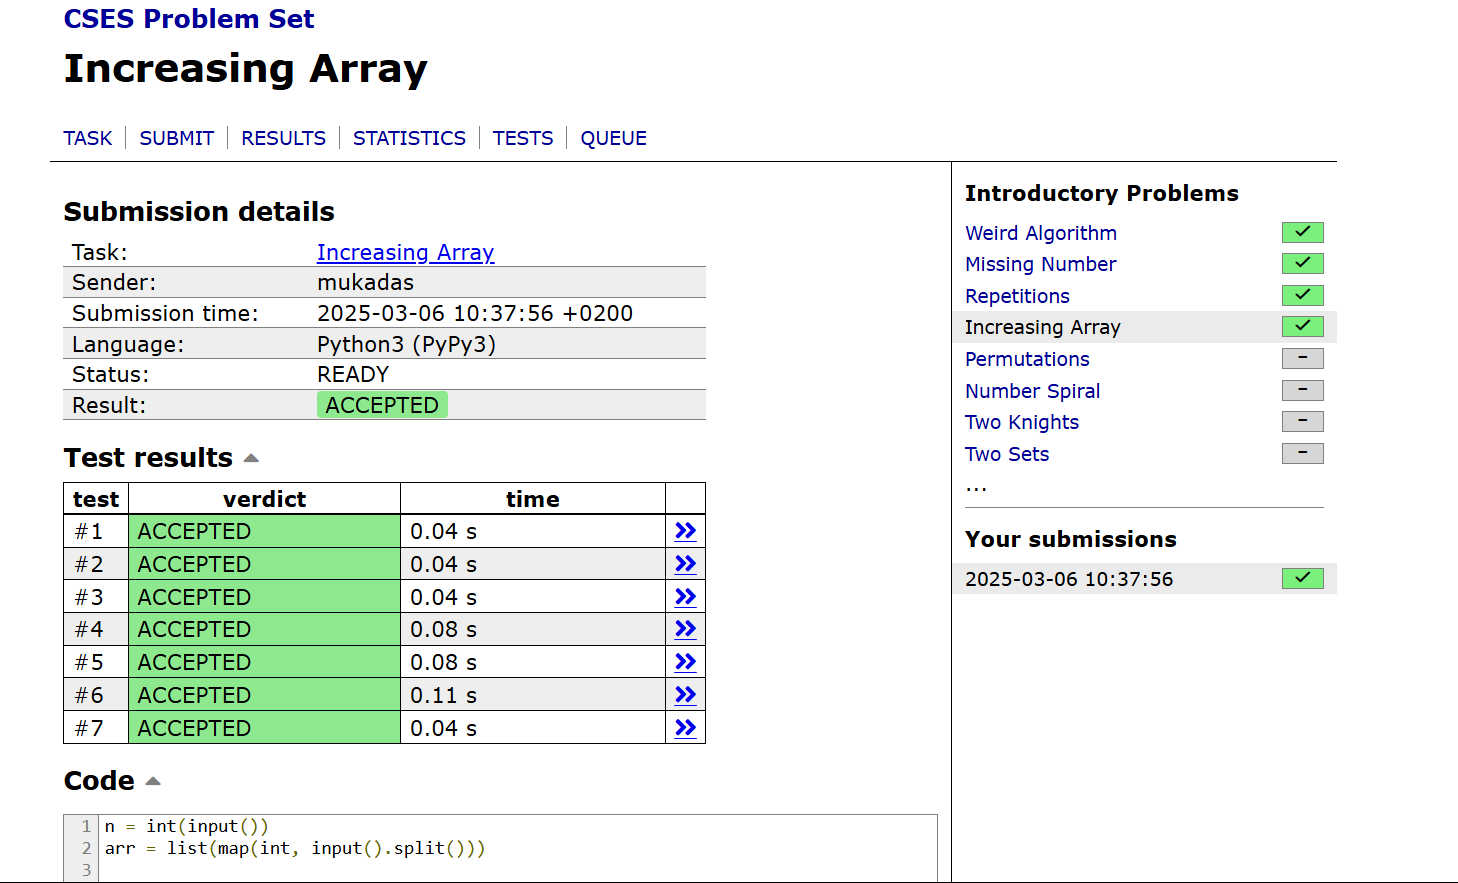 CSES Problem Set
Increasing Array
TASK | SUBMIT | RESULTS | STATISTICS | TESTS | QUEUE
Submission details
Task: Increasing Array
Sender: mukadas
Submission time: 2025-03-06 10:37:56 +0200
Language: Python3 (PyPy3)
Status: READY
Result: ACCEPTED
Test results
test verdict time
#1 ACCEPTED 0.04 s »
#2 ACCEPTED 0.04 s »
#3 ACCEPTED 0.04 s »
#4 ACCEPTED 0.08 s »
#5 ACCEPTED 0.08 s »
#6 ACCEPTED 0.11 s »
#7 ACCEPTED 0.04 s »
Code
1 n = int(input())
2 arr = list(map(int, input().split()))
3
Introductory Problems
Weird Algorithm ✓
Missing Number ✓
Repetitions ✓
Increasing Array ✓
Permutations –
Number Spiral –
Two Knights –
Two Sets –
...
Your submissions
2025-03-06 10:37:56 ✓